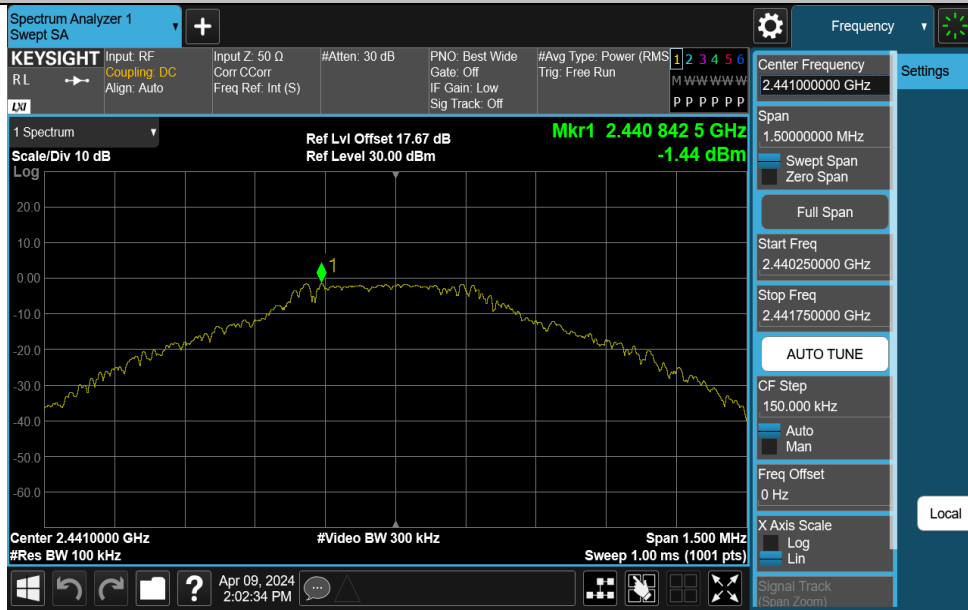 Spectrum Analyzer 1
Swept SA
+
Frequency
KEYSIGHT
RL
LXI
Input: RF
Coupling: DC
Align: Auto
Input Z: 50 Ω
Corr CCorr
Freq Ref: Int (S)
#Atten: 30 dB
PNO: Best Wide
Gate: Off
IF Gain: Low
Sig Track: Off
#Avg Type: Power (RMS
Trig: Free Run
1 2 3 4 5 6
M W W W W W
P P P P P P
1 Spectrum
Scale/Div 10 dB
Log
Ref Lvl Offset 17.67 dB
Ref Level 30.00 dBm
Mkr1 2.440 842 5 GHz
-1.44 dBm
1
20.0
10.0
0.00
-10.0
-20.0
-30.0
-40.0
-50.0
-60.0
Center 2.4410000 GHz
#Res BW 100 kHz
#Video BW 300 kHz
Span 1.500 MHz
Sweep 1.00 ms (1001 pts)
?
Apr 09, 2024
2:02:34 PM
Center Frequency
2.441000000 GHz
Span
1.50000000 MHz
Swept Span
Zero Span
Full Span
Start Freq
2.440250000 GHz
Stop Freq
2.441750000 GHz
AUTO TUNE
CF Step
150.000 kHz
Auto
Man
Freq Offset
0 Hz
X Axis Scale
Log
Lin
Signal Track
(Span Zoom)
Settings
Local